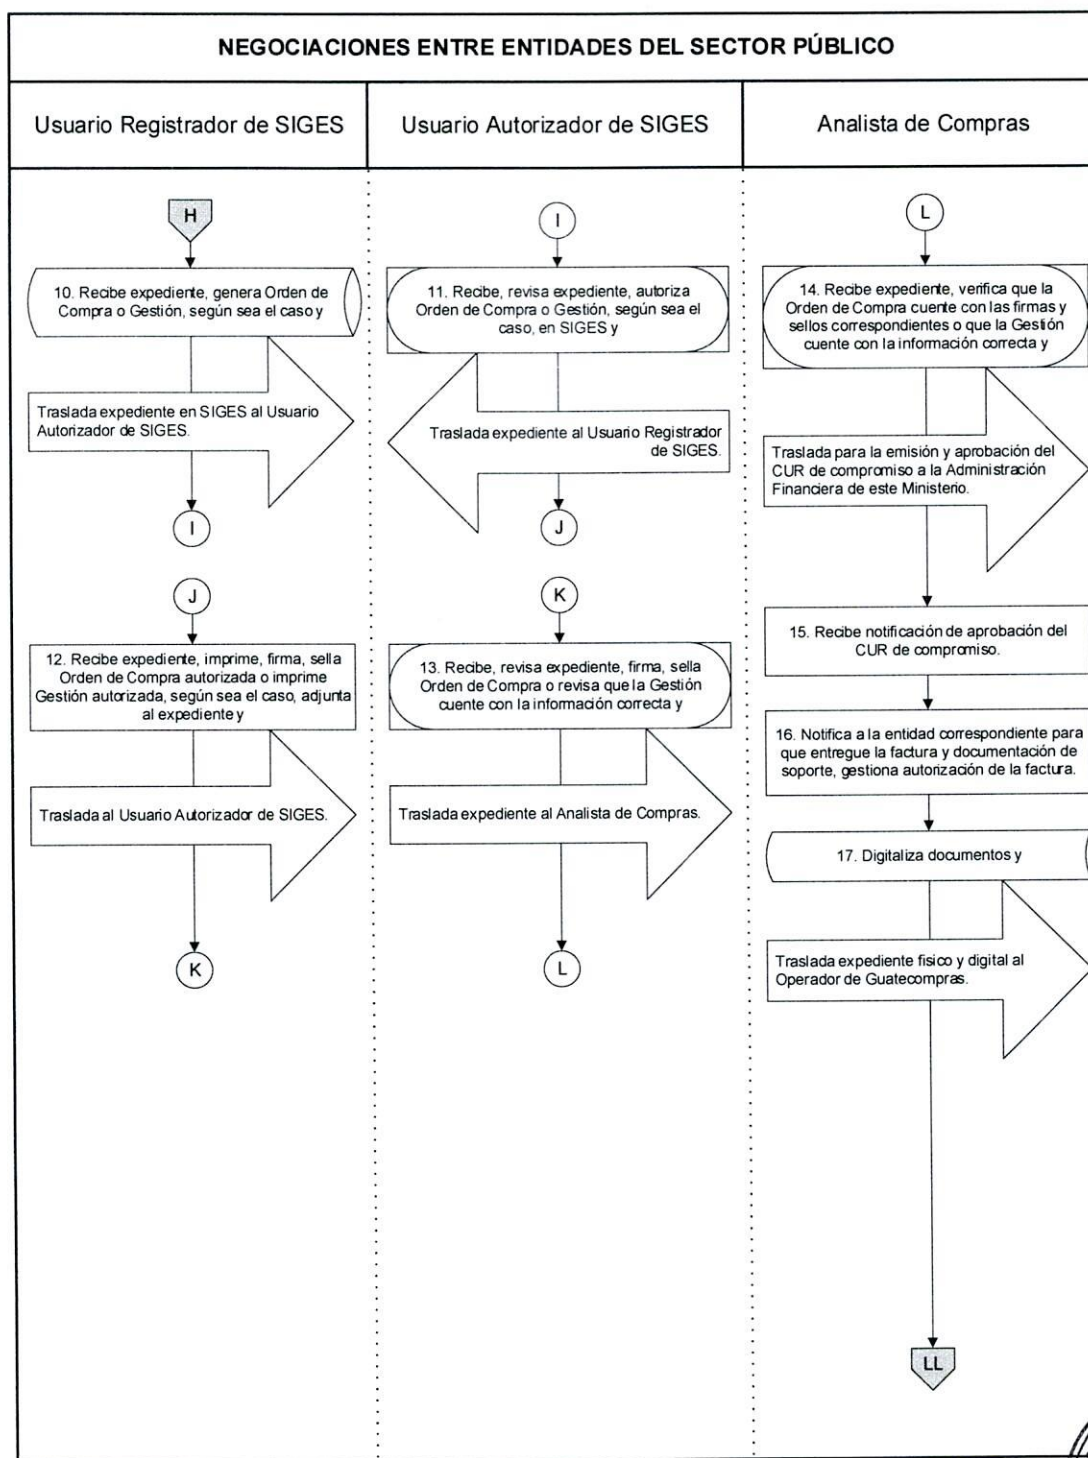 NEGOCIACIONES ENTRE ENTIDADES DEL SECTOR PÚBLICO
Usuario Registrador de SIGES
Usuario Autorizador de SIGES
Analista de Compras
H
10. Recibe expediente, genera Orden de
Compra o Gestión, según sea el caso y
Traslada expediente en SIGES al Usuario
Autorizador de SIGES.
I
J
12. Recibe expediente, imprime, firma, sella
Orden de Compra autorizada o imprime
Gestión autorizada, según sea el caso, adjunta
al expediente y
Traslada al Usuario Autorizador de SIGES.
K
I
11. Recibe, revisa expediente, autoriza
Orden de Compra o Gestión, según sea el
caso, en SIGES y
Traslada expediente al Usuario Registrador
de SIGES.
J
K
13. Recibe, revisa expediente, firma, sella
Orden de Compra o revisa que la Gestión
cuente con la información correcta y
Traslada expediente al Analista de Compras.
L
L
14. Recibe expediente, verifica que la
Orden de Compra cuente con las firmas y
sellos correspondientes o que la Gestión
cuente con la información correcta y
Traslada para la emisión y aprobación del
CUR de compromiso a la Administración
Financiera de este Ministerio.
15. Recibe notificación de aprobación del
CUR de compromiso.
16. Notifica a la entidad correspondiente para
que entregue la factura y documentación de
soporte, gestiona autorización de la factura.
17. Digitaliza documentos y
Traslada expediente fisico y digital al
Operador de Guatecompras.
LL